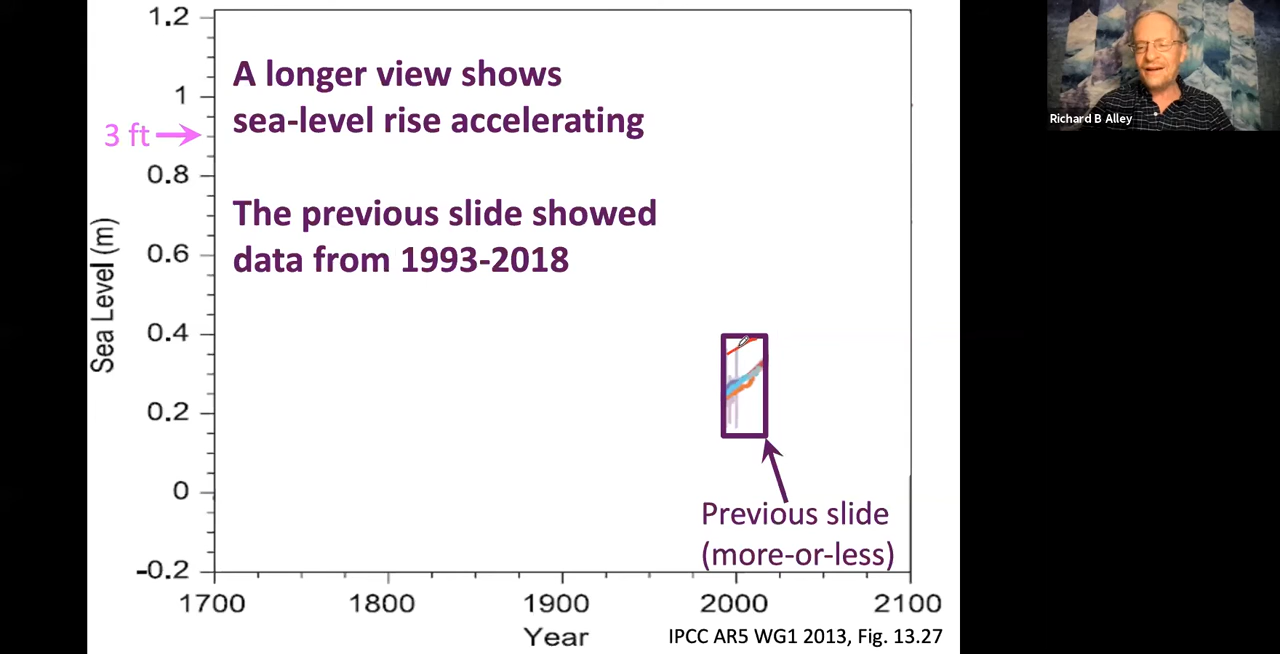 1.2
A longer view shows
sea-level rise accelerating
1
3 ft
0.8
The previous slide showed
data from 1993-2018
0.6
0.4
0.2
0
-0.2
Sea Level (m)
Previous slide
(more-or-less)
1700
1800
1900
2000
2100
Year
IPCC AR5 WG1 2013, Fig. 13.27
Richard B Alley